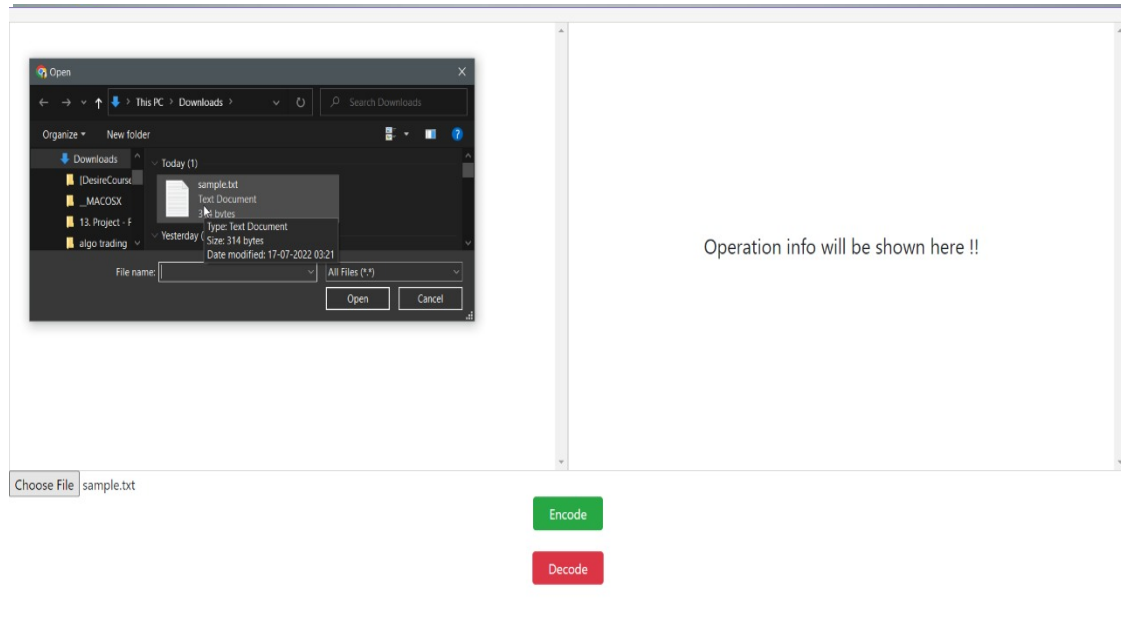 Open
This PC > Downloads >
Search Downloads
Organize
New folder
Downloads
Today (1)
[DesireCourse
sample.txt
Text Document
_MACOSX
bytes
13. Project - F
Type: Text Document
Yesterday (
Size: 314 bytes
algo trading
Date modified: 17-07-2022 03:21
File name:
All Files (*.*)
Open
Cancel
Operation info will be shown here !!
Choose File
sample.txt
Encode
Decode